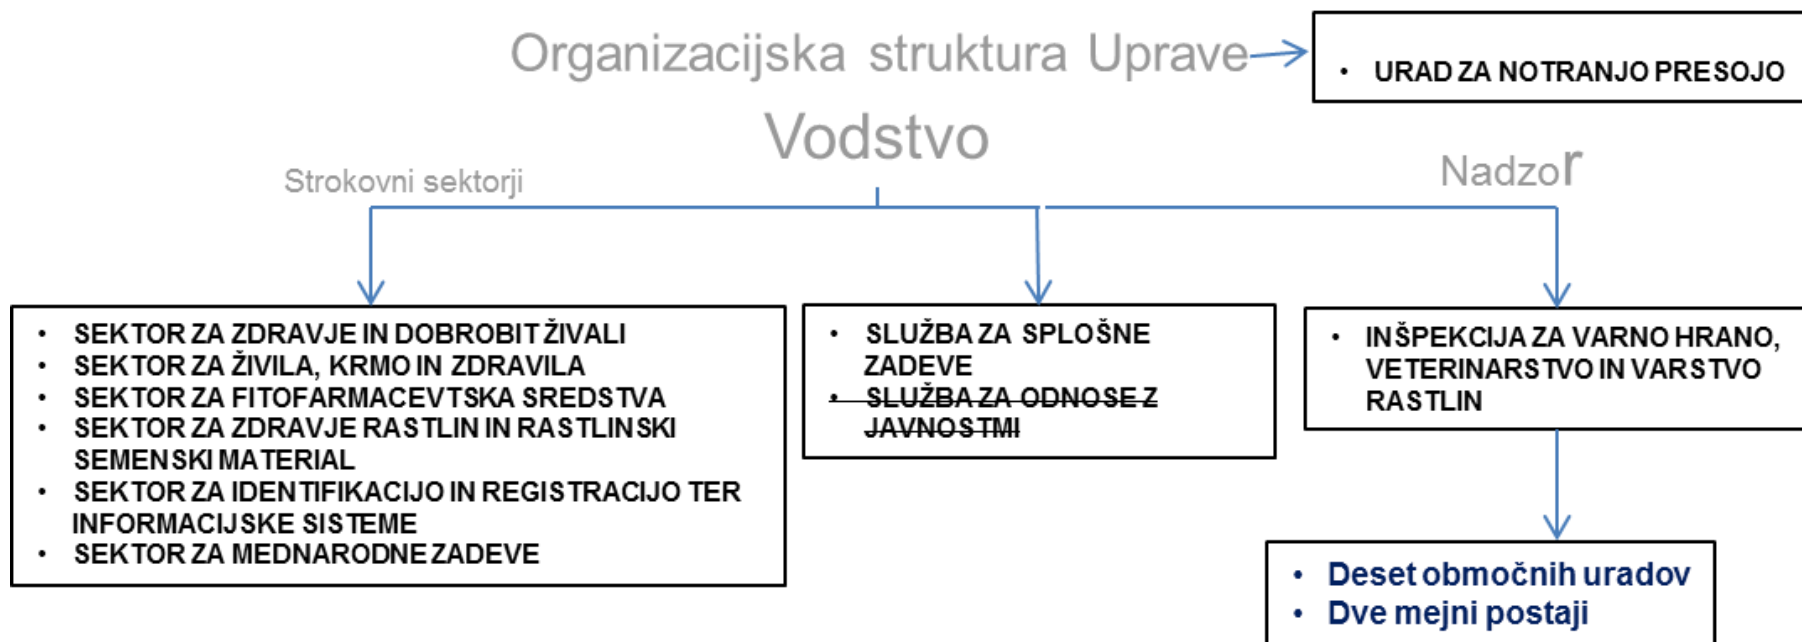 Organizacijska struktura Uprave
• URAD ZA NOTRANJO PRESOJO
Vodstvo
Strokovni sektorji
Nadzor
• SEKTOR ZA ZDRAVJE IN DOBROBIT ŽIVALI
• SEKTOR ZA ŽIVILA, KRMO IN ZDRAVILA
• SEKTOR ZA FITOFARMACEVTSKA SREDSTVA
• SEKTOR ZA ZDRAVJE RASTLIN IN RASTLINSKI
SEMENSKI MATERIAL
• SEKTOR ZA IDENTIFIKACIJO IN REGISTRACIJO TER
INFORMACIJSKE SISTEME
• SEKTOR ZA MEDNARODNE ZADEVE
• SLUŽBA ZA SPLOŠNE
ZADEVE
• SLUŽBA ZA ODNOSE Z
JAVNOSTMI
• INŠPEKCIJA ZA VARNO HRANO,
VETERINARSTVO IN VARSTVO
RASTLIN
• Deset območnih uradov
• Dve mejni postaji